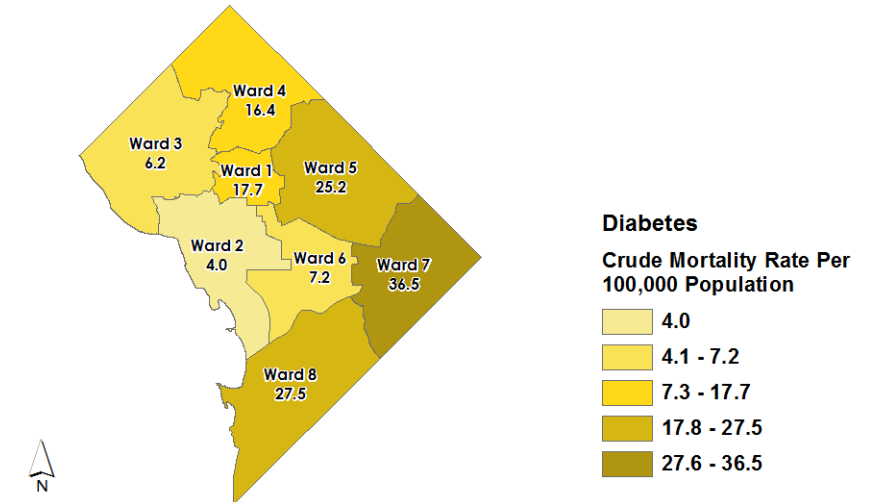 Ward 4
16.4
Ward 3
6.2
Ward 1
17.7
Ward 5
25.2
Ward 2
4.0
Ward 6
7.2
Ward 7
36.5
Ward 8
27.5
N
Diabetes
Crude Mortality Rate Per
100,000 Population
4.0
4.1 - 7.2
7.3 - 17.7
17.8 - 27.5
27.6 - 36.5